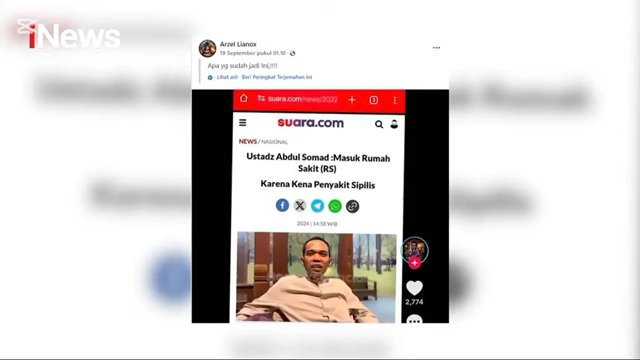 iNews
Arzel Lianox
19 September pukul 01.10
Apa yg sudah jadi ini,!!!!
Lihat asli · Beri Peringkat Terjemahan Ini
suara.com/news/2022
3
suara.com
NEWS / NASIONAL
Ustadz Abdul Somad :Masuk Rumah
Sakit (RS)
Karena Kena Penyakit Sipilis
2024 | 14:58 WIB
2,774